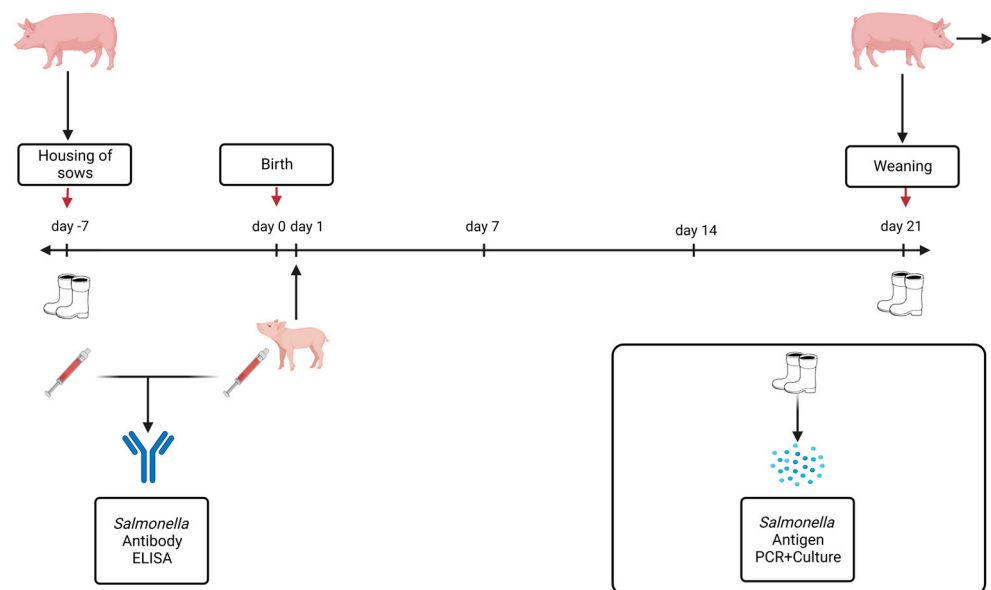 Housing of
sows
Birth
Weaning
day -7
day 0
day 1
day 7
day 14
day 21
Salmonella
Antibody
ELISA
Salmonella
Antigen
PCR+Culture